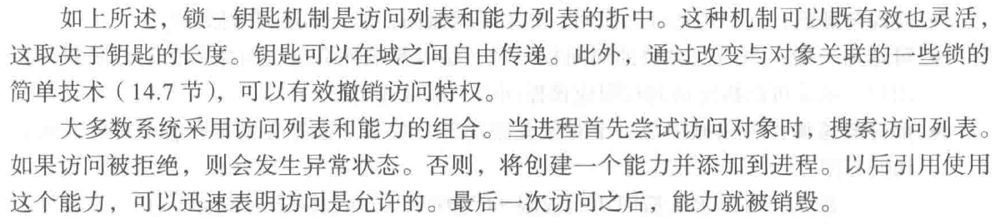 如上所述，锁-钥匙机制是访问列表和能力列表的折中。这种机制可以既有效也灵活，
这取决于钥匙的长度。钥匙可以在域之间自由传递。此外，通过改变与对象关联的一些锁的
简单技术（14.7 节），可以有效撤销访问特权。
大多数系统采用访问列表和能力的组合。当进程首先尝试访问对象时，搜索访问列表。
如果访问被拒绝，则会发生异常状态。否则，将创建一个能力并添加到进程。以后引用使用
这个能力，可以迅速表明访问是允许的。最后一次访问之后，能力就被销毁。